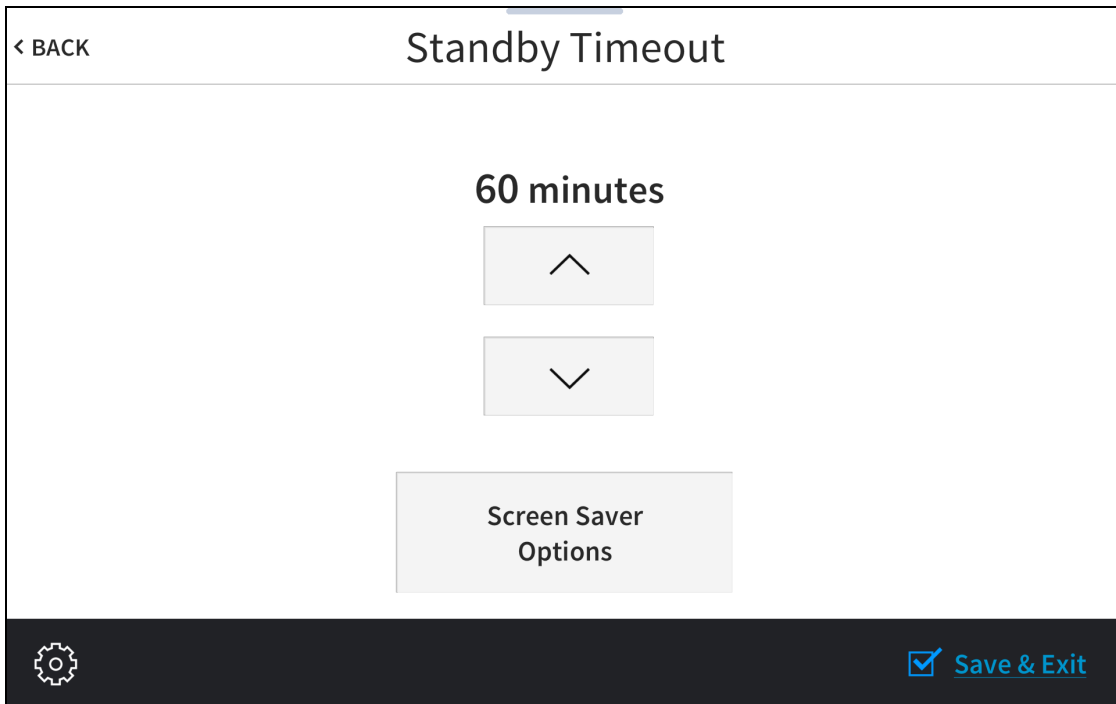 < BACK
Standby Timeout
60 minutes
Screen Saver
Options
Save & Exit